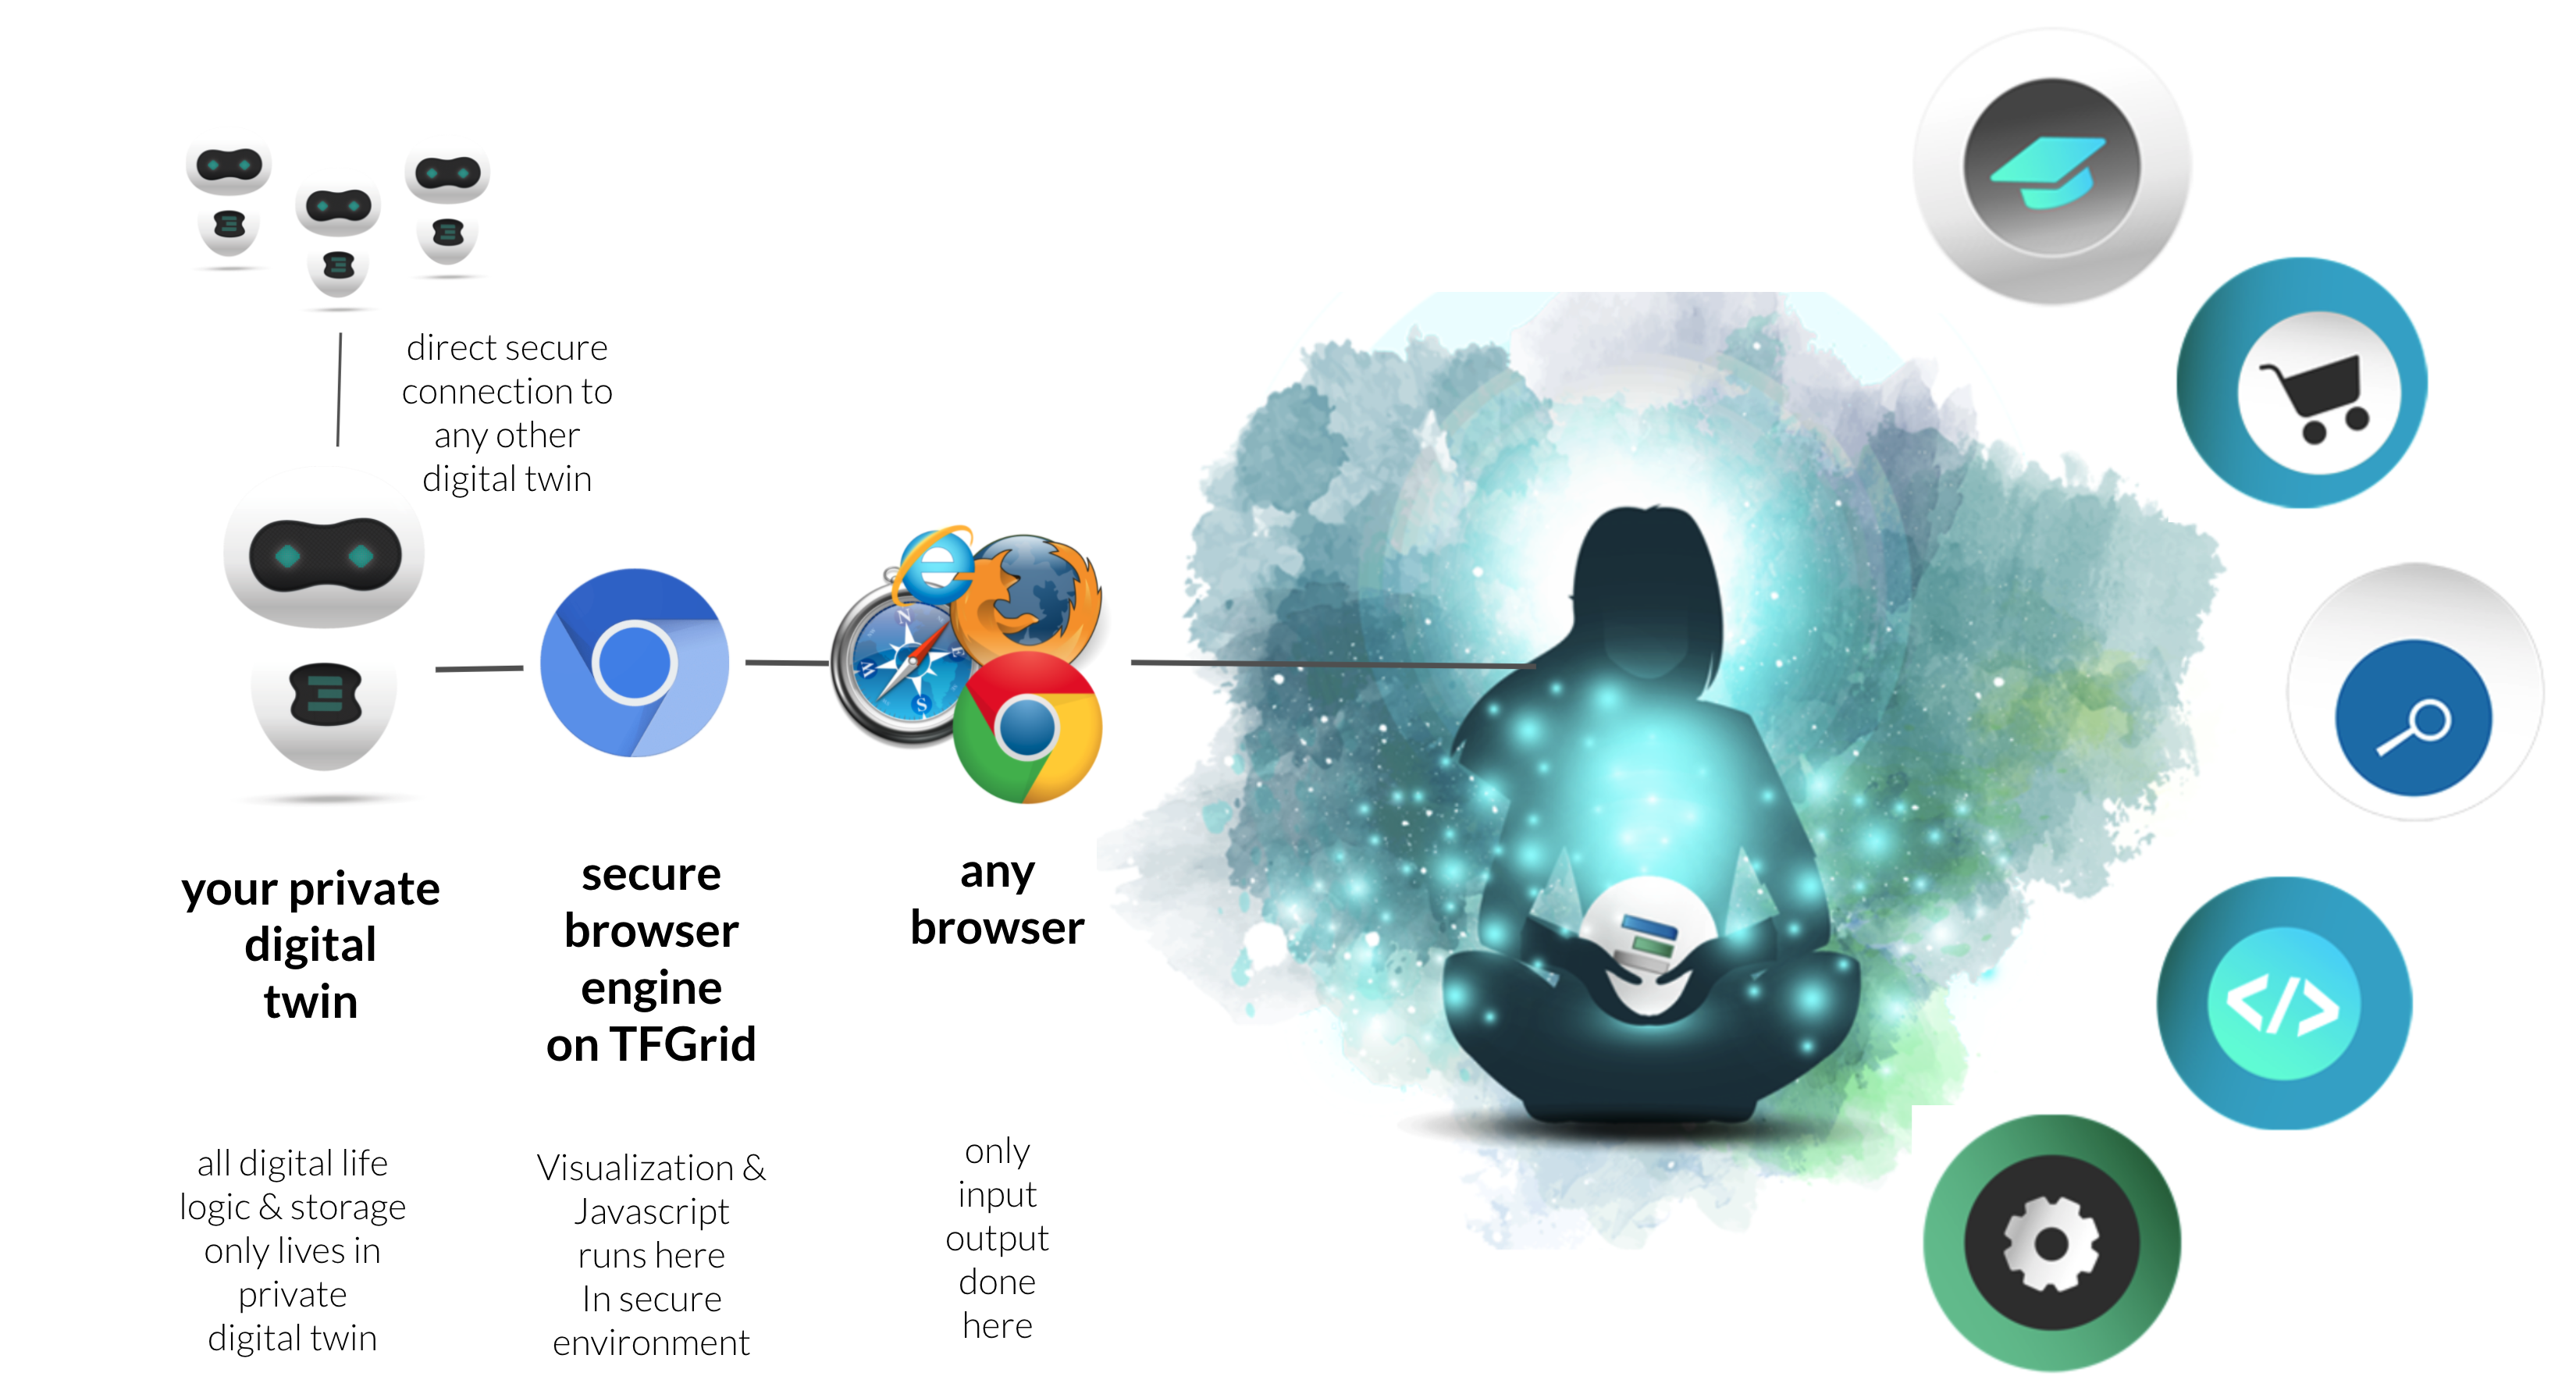 direct secure
connection to
any other
digital twin
your private
digital
twin
secure
browser
engine
on TFGrid
any
browser
all digital life
logic & storage
only lives in
private
digital twin
Visualization &
Javascript
runs here
In secure
environment
only
input
output
done
here
N
E
S
W